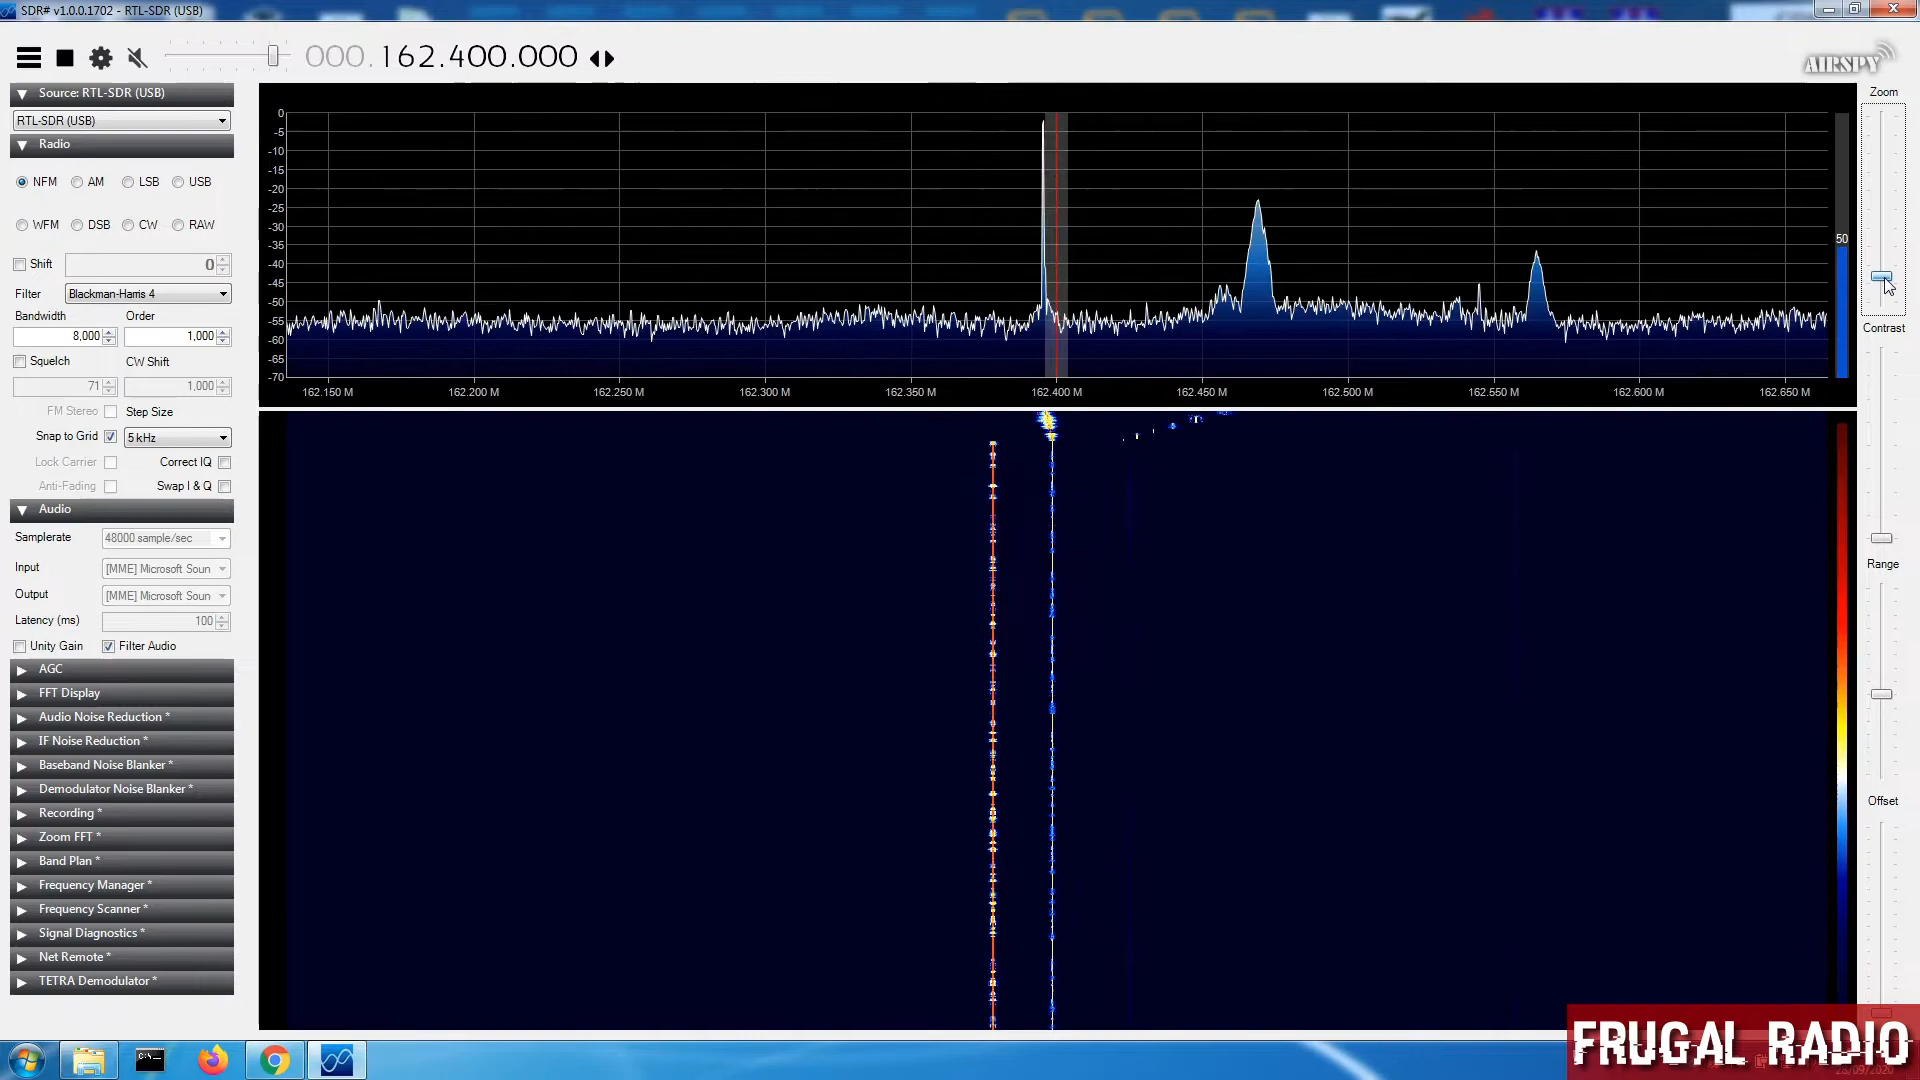 SDR# v1.0.0.1702 - RTL-SDR (USB)
000.162.400.000
AIRSPY
Source: RTL-SDR (USB)
RTL-SDR (USB)
Radio
NFM AM LSB USB
WFM DSB CW RAW
Shift 0
Filter Blackman-Harris 4
Bandwidth Order
8,000 1,000
Squelch CW Shift
71 1,000
FM Stereo Step Size
Snap to Grid 5 kHz
Lock Carrier Correct IQ
Anti-Fading Swap I & Q
Audio
Samplerate 48000 sample/sec
Input [MME] Microsoft Soun
Output [MME] Microsoft Soun
Latency (ms) 100
Unity Gain Filter Audio
AGC
FFT Display
Audio Noise Reduction *
IF Noise Reduction *
Baseband Noise Blanker *
Demodulator Noise Blanker *
Recording *
Zoom FFT *
Band Plan *
Frequency Manager *
Frequency Scanner *
Signal Diagnostics *
Net Remote *
TETRA Demodulator *
0
-5
-10
-15
-20
-25
-30
-35
-40
-45
-50
-55
-60
-65
-70
162.150 M 162.200 M 162.250 M 162.300 M 162.350 M 162.400 M 162.450 M 162.500 M 162.550 M 162.600 M 162.650 M
50
Zoom
Contrast
Range
Offset
FRUGAL RADIO
28/09/2020